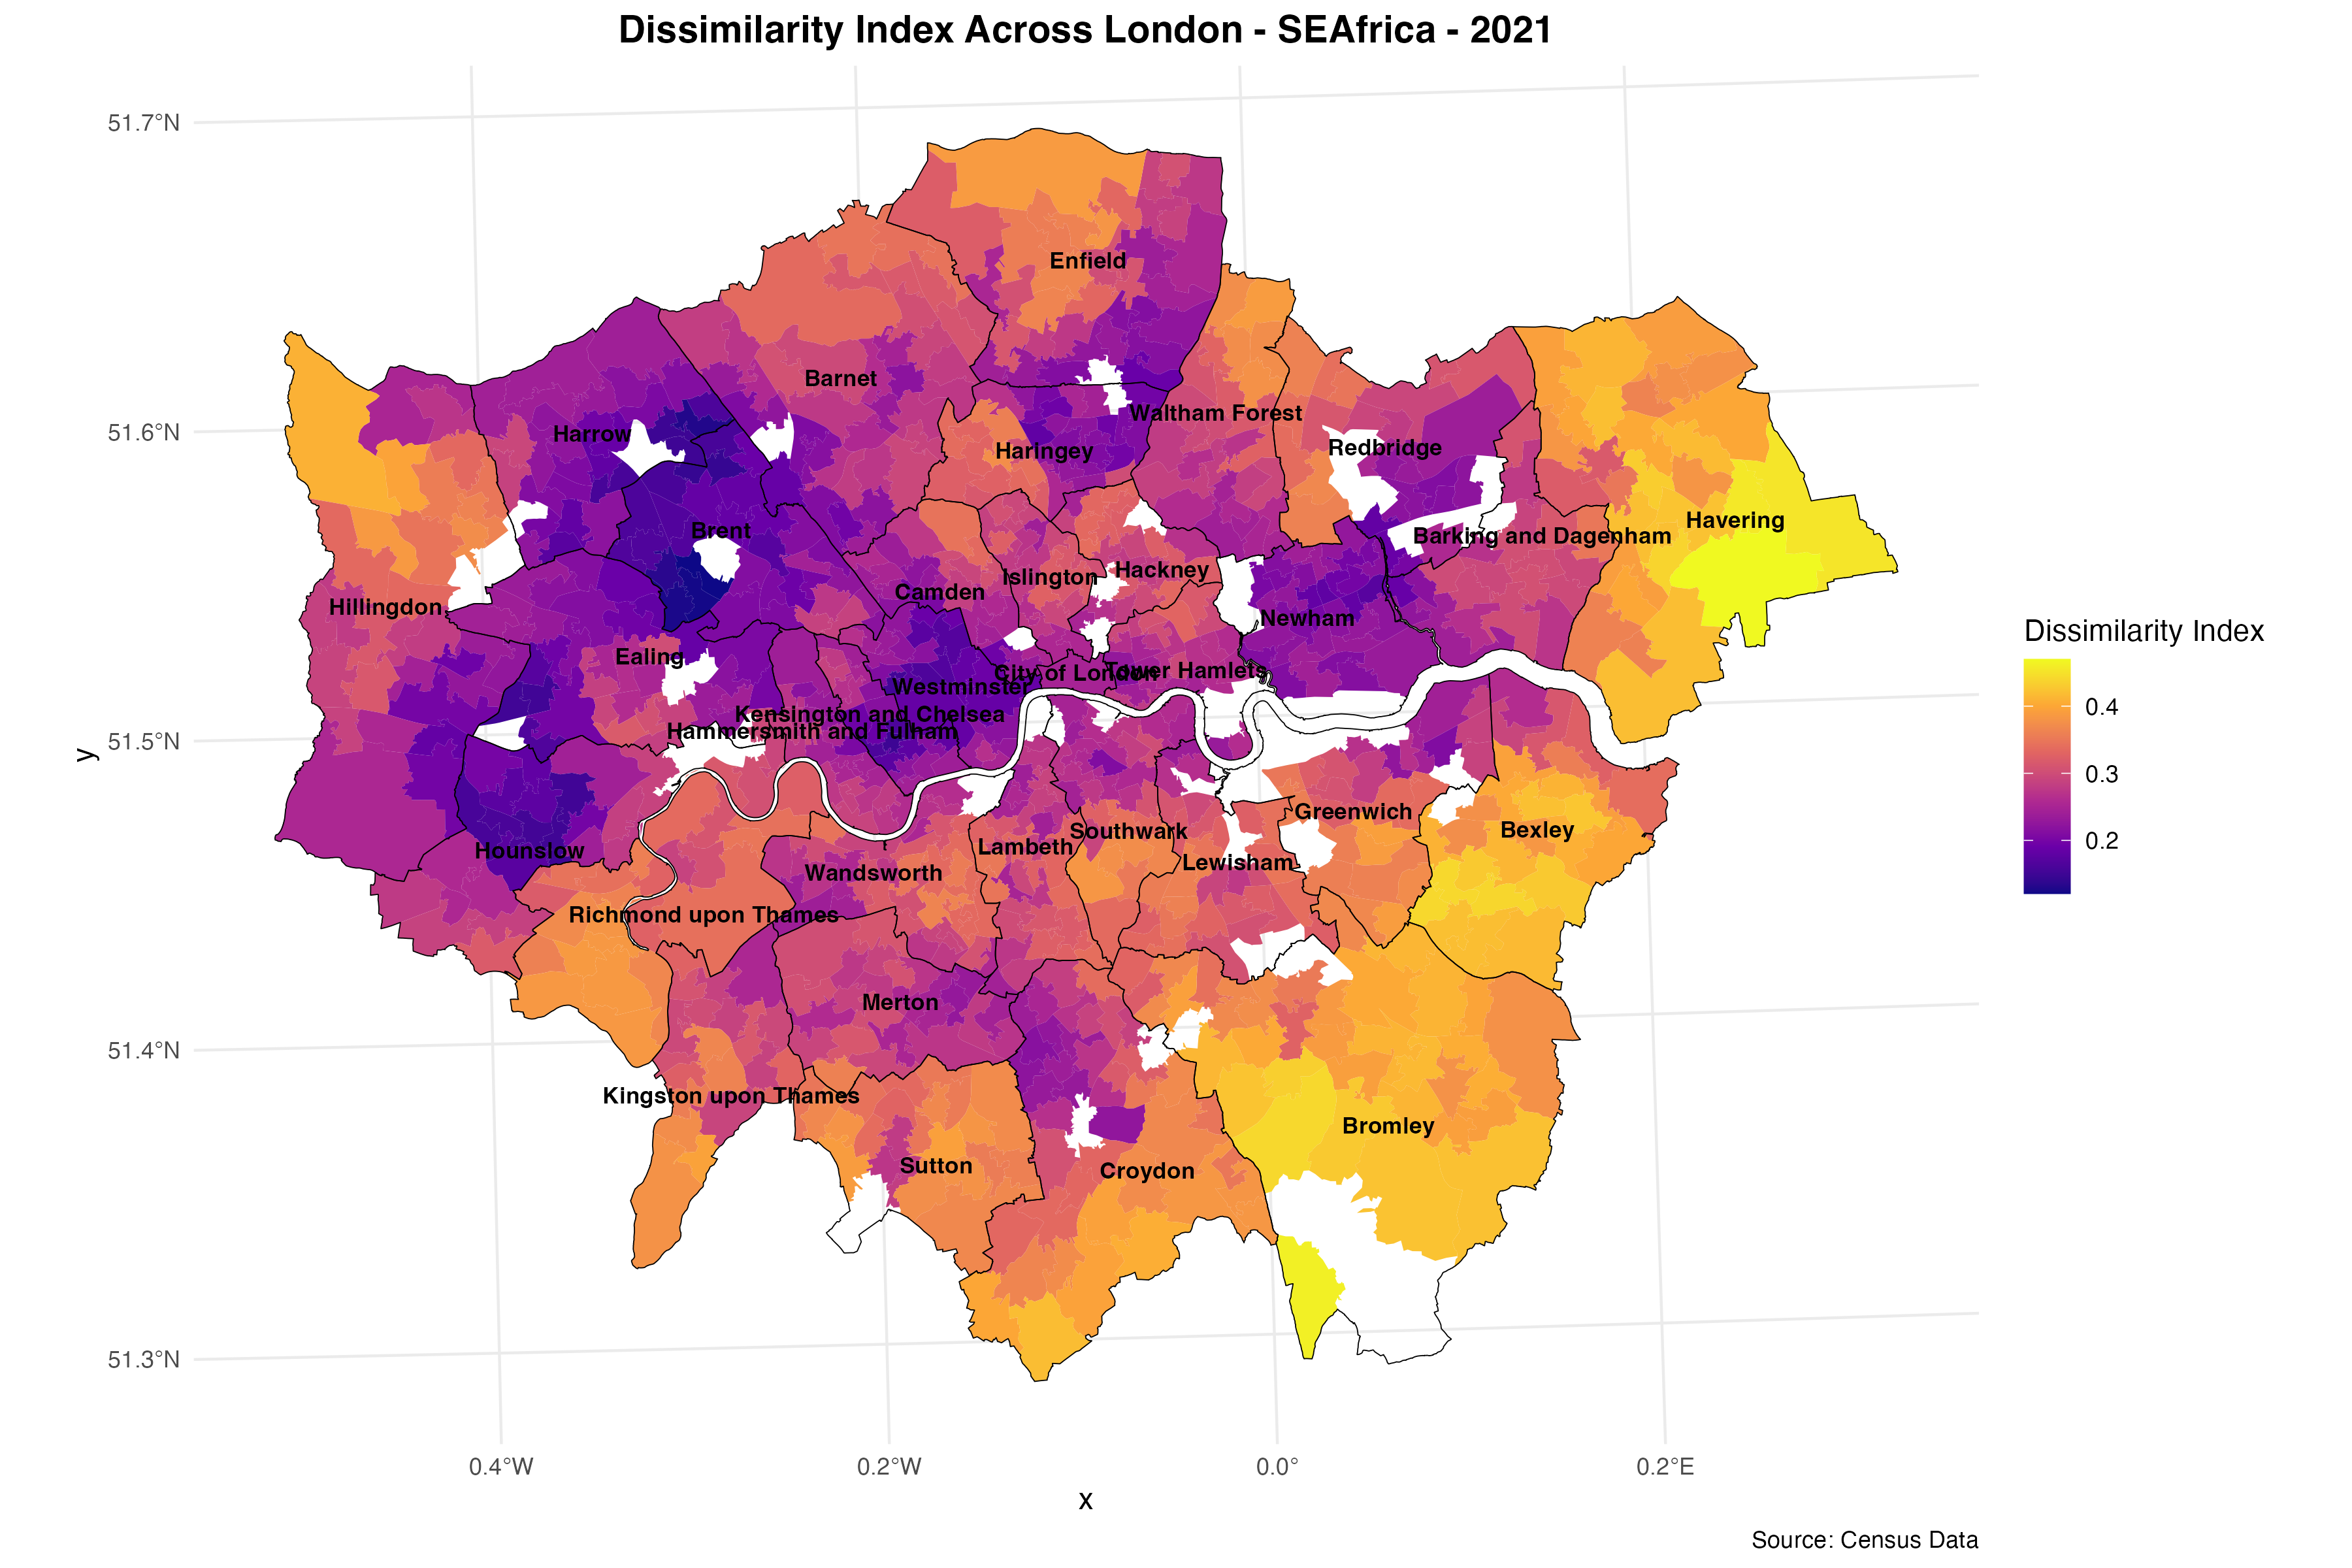 Dissimilarity Index Across London - SEAfrica - 2021
51.7°N
51.6°N
51.5°N
51.4°N
51.3°N
y
Enfield
Barnet
Waltham Forest
Harrow
Haringey
Redbridge
Brent
Havering
Barking and Dagenham
Hackney
Islington
Camden
Hillingdon
Newham
Ealing
City of London
Tower Hamlets
Westminster
Kensington and Chelsea
Hammersmith and Fulham
Greenwich
Bexley
Southwark
Lambeth
Hounslow
Lewisham
Wandsworth
Richmond upon Thames
Merton
Kingston upon Thames
Bromley
Sutton
Croydon
Dissimilarity Index
0.4
0.3
0.2
0.4°W
0.2°W
0.0°
0.2°E
x
Source: Census Data